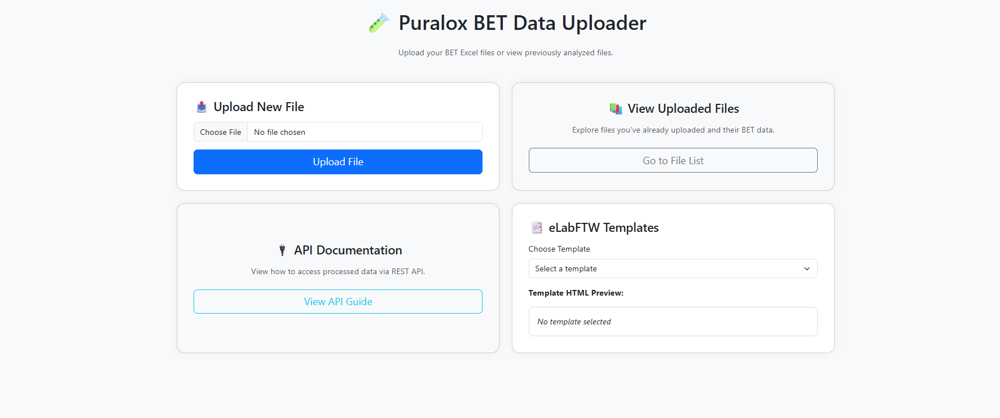 Puralox BET Data Uploader
Upload your BET Excel files or view previously analyzed files.
Upload New File
Choose File No file chosen
Upload File
View Uploaded Files
Explore files you've already uploaded and their BET data.
Go to File List
API Documentation
View how to access processed data via REST API.
View API Guide
eLabFTW Templates
Choose Template
Select a template
Template HTML Preview:
No template selected